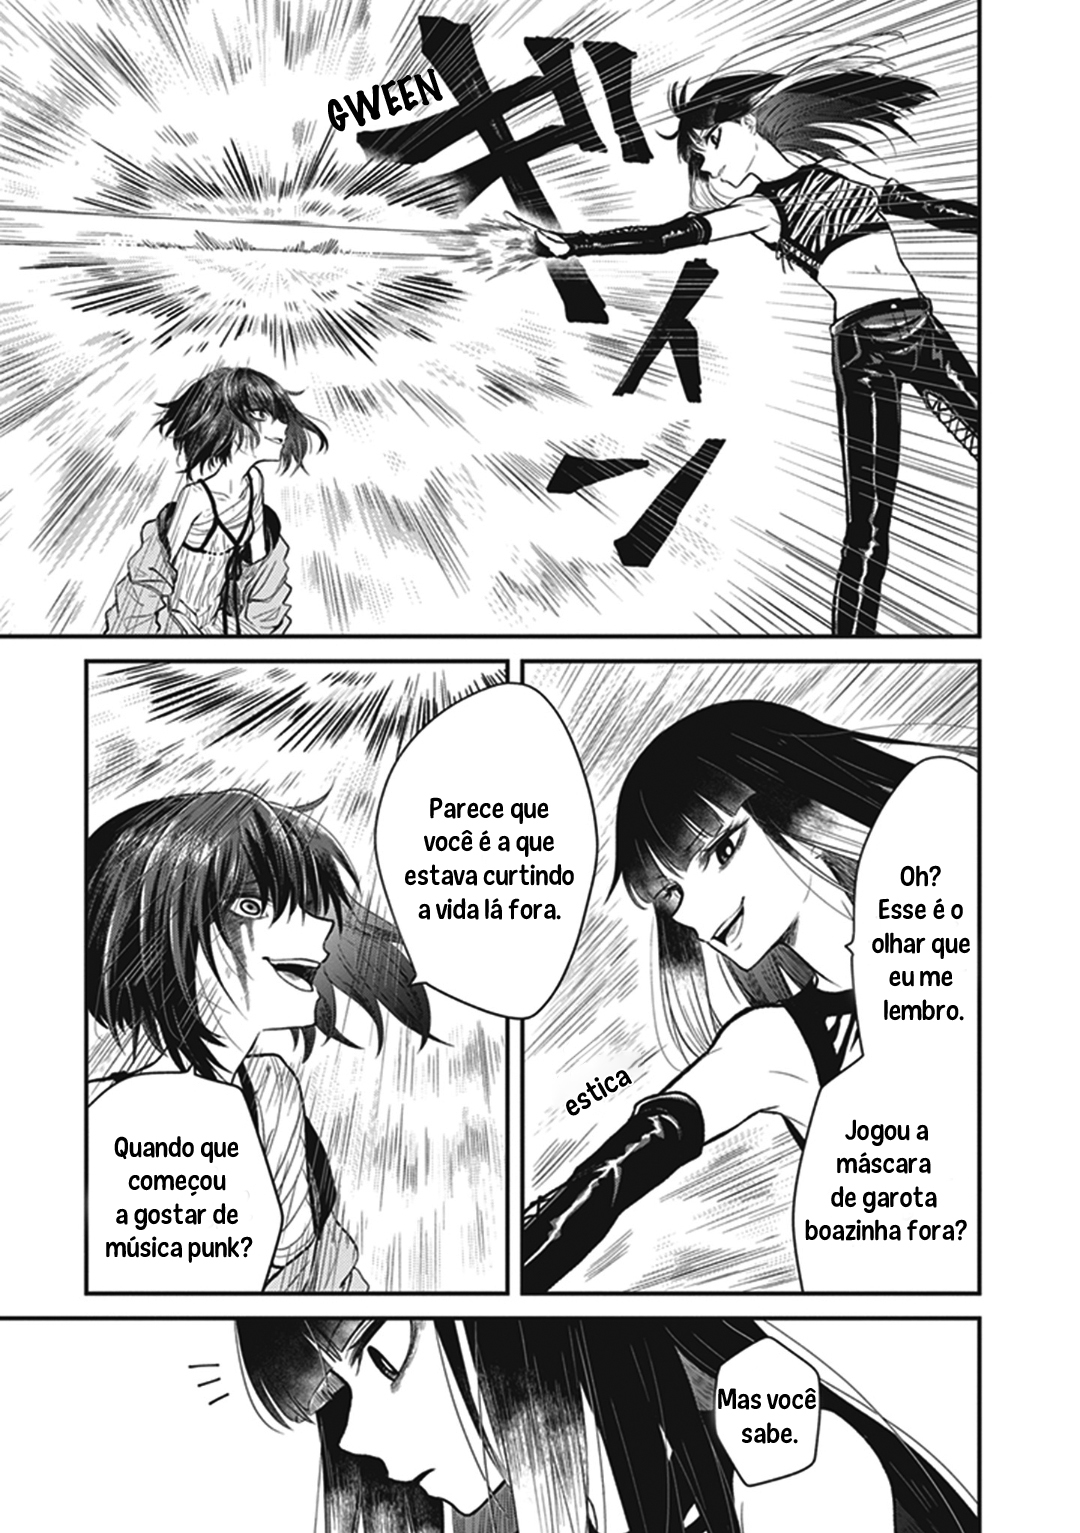 GWEEN
ギィン
Oh?
Esse é o
olhar que
eu me
lembro.
Jogou a
máscara
de garota
boazinha fora?
estica
Parece que
você é a que
estava curtindo
a vida lá fora.
Quando que
começou
a gostar de
música punk?
Mas você
sabe.